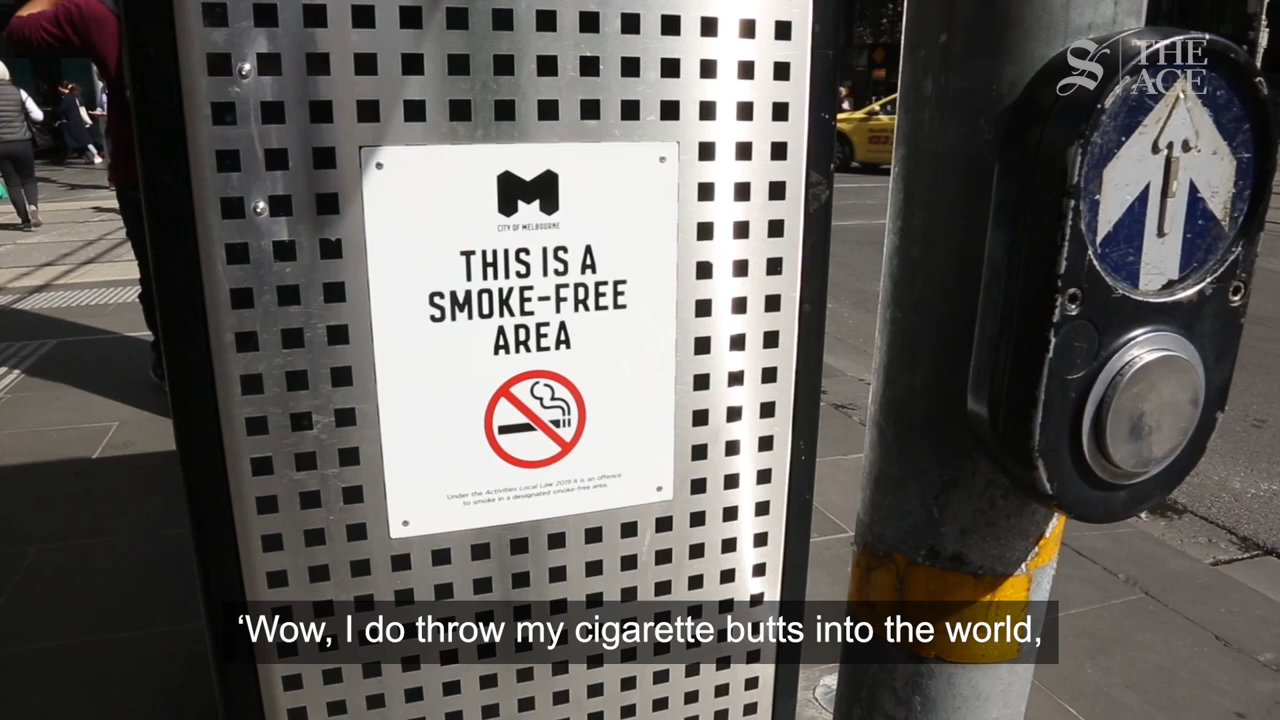 THE
AGE
CITY OF MELBOURNE
THIS IS A
SMOKE-FREE
AREA
Under the Activities Local Law 2019 it is an offence
to smoke in a designated smoke-free area.
‘Wow, I do throw my cigarette butts into the world,